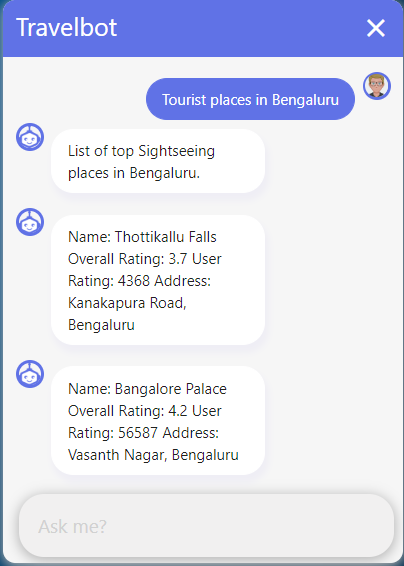 Travelbot
Tourist places in Bengaluru
List of top Sightseeing
places in Bengaluru.
Name: Thottikallu Falls
Overall Rating: 3.7 User
Rating: 4368 Address:
Kanakapura Road,
Bengaluru
Name: Bangalore Palace
Overall Rating: 4.2 User
Rating: 56587 Address:
Vasanth Nagar, Bengaluru
Ask me?